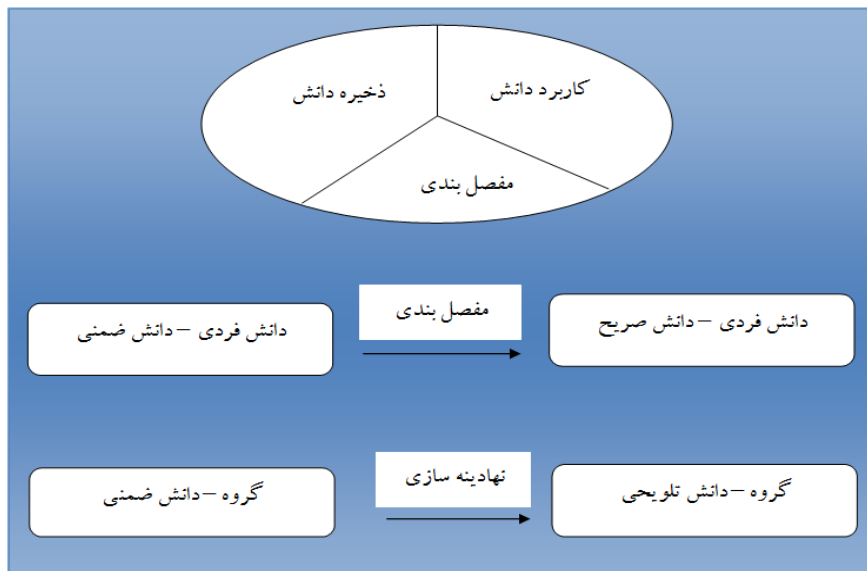 کاربرد دانش
ذخیره دانش
مفصل بندی
مفصل بندی
دانش فردی – دانش صریح
دانش فردی – دانش ضمنی
نهادینه سازی
گروه – دانش تلویحی
گروه – دانش ضمنی